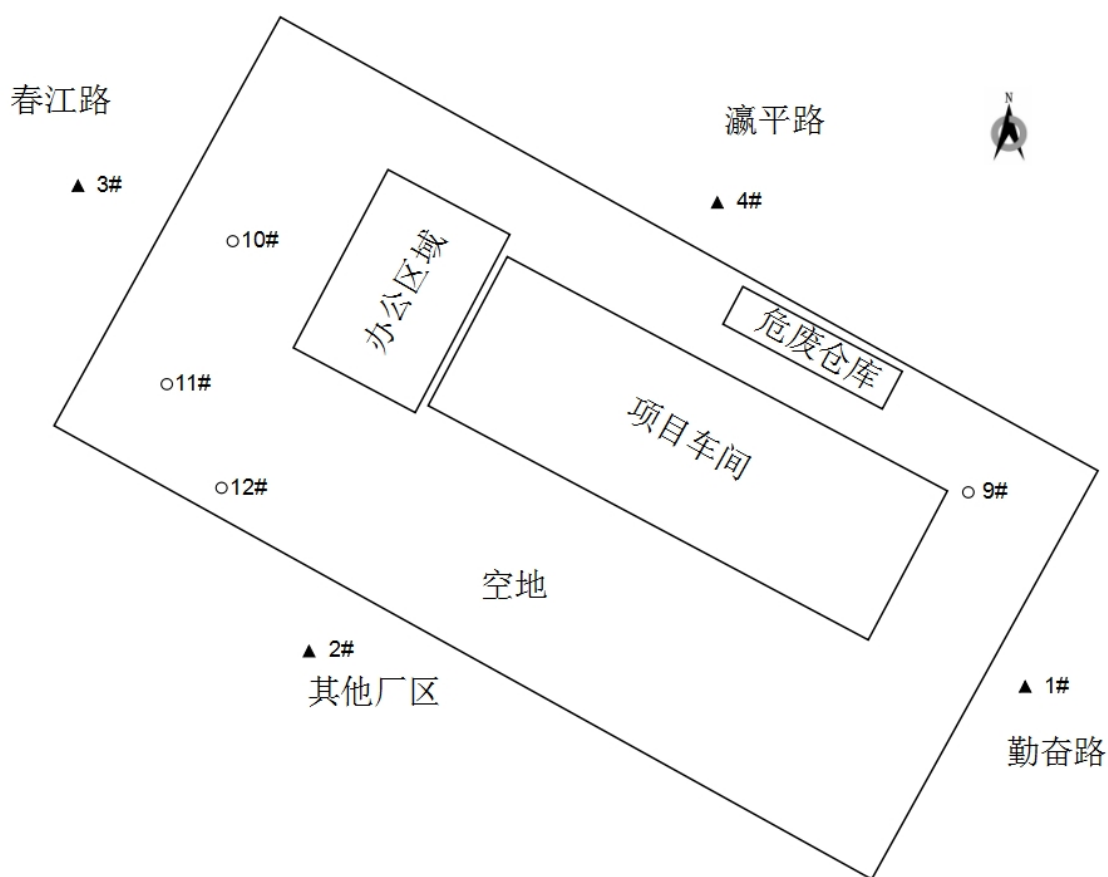 N
春江路
瀛平路
▲ 3#
▲ 4#
○10#
办公区域
危废仓库
○11#
项目车间
○12#
○ 9#
空地
▲ 2#
其他厂区
▲ 1#
勤奋路